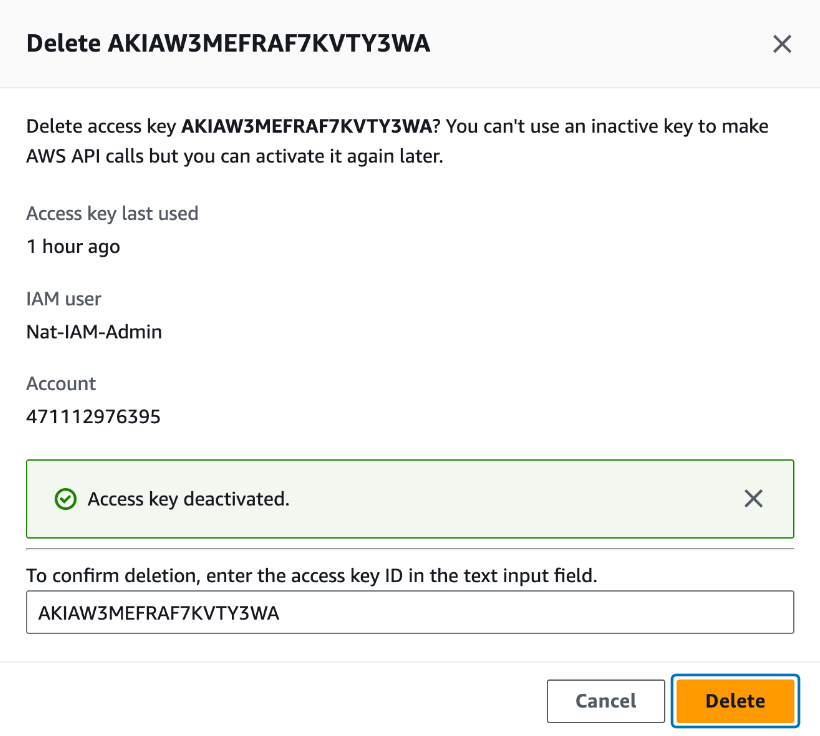 Delete AKIAW3MEFRAF7KVTY3WA
Delete access key AKIAW3MEFRAF7KVTY3WA? You can't use an inactive key to make
AWS API calls but you can activate it again later.
Access key last used
1 hour ago
IAM user
Nat-IAM-Admin
Account
471112976395
Access key deactivated.
To confirm deletion, enter the access key ID in the text input field.
AKIAW3MEFRAF7KVTY3WA
Cancel
Delete